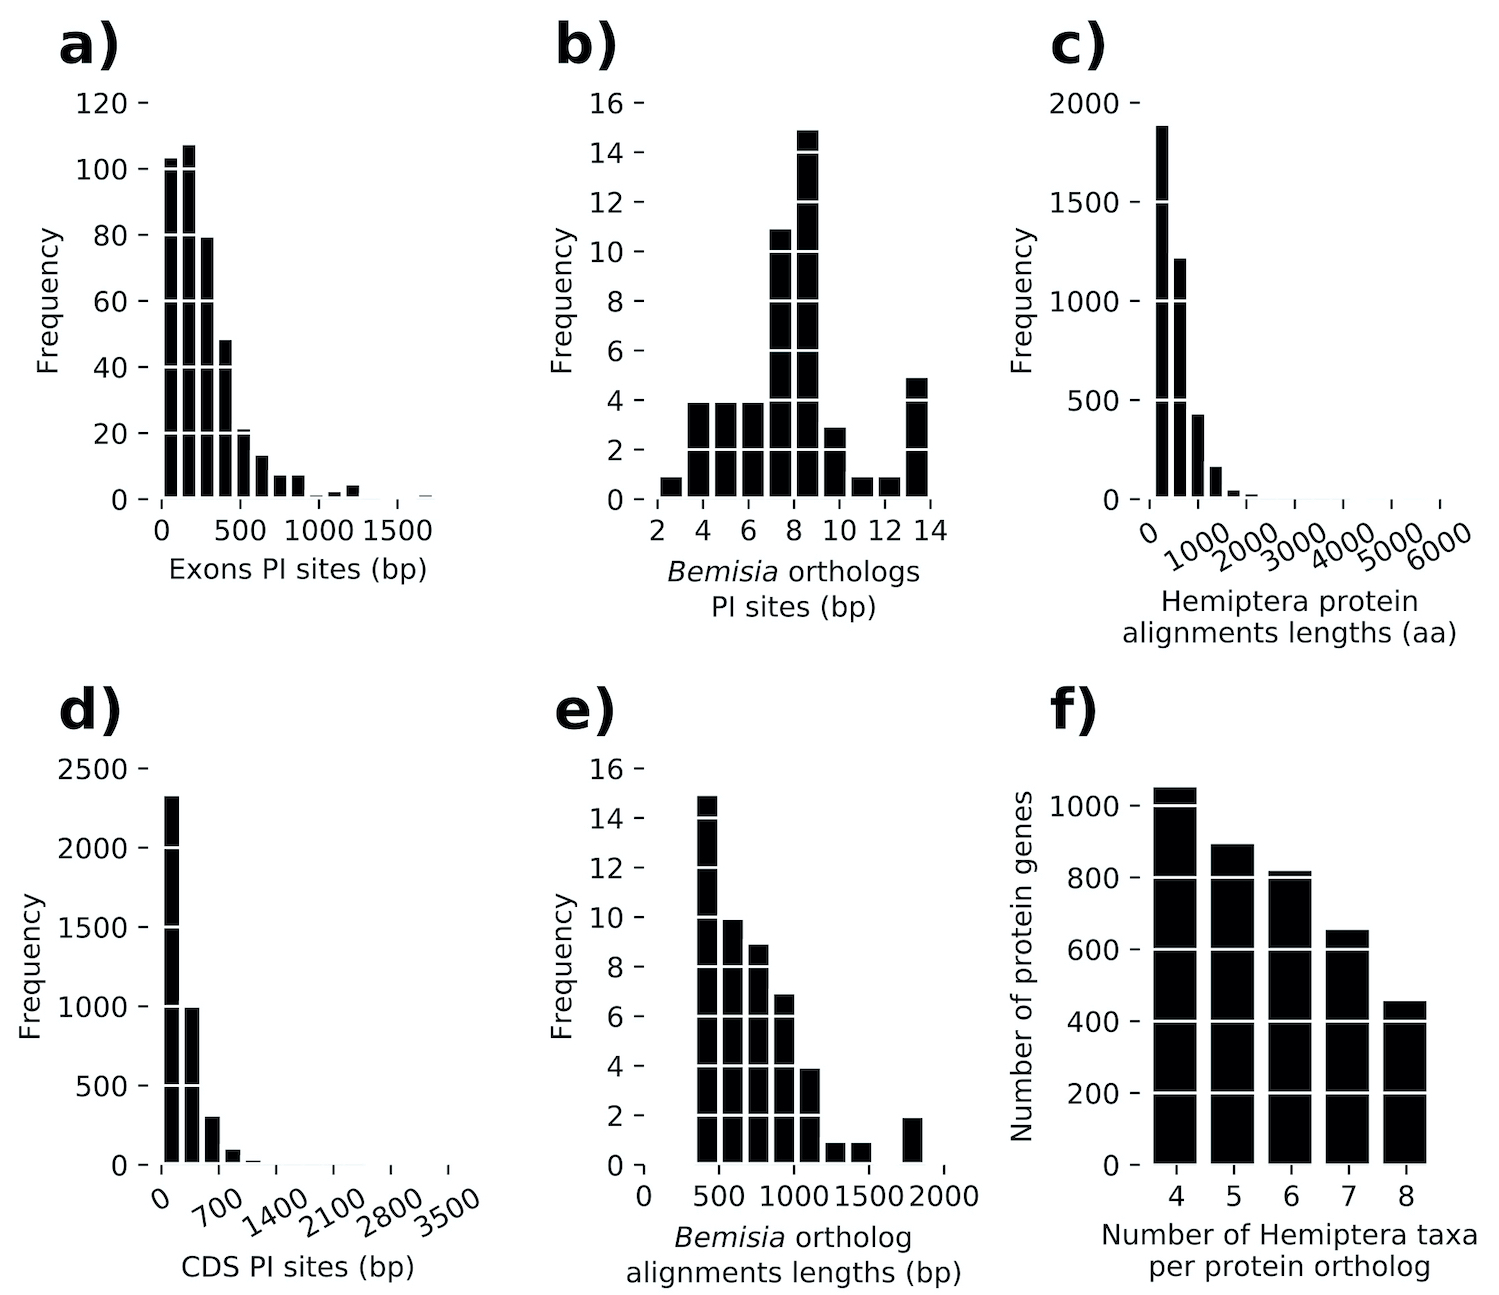 a)
120
100
80
60
40
20
0
Frequency
0 500 1000 1500
Exons PI sites (bp)
b)
16
14
12
10
8
6
4
2
0
Frequency
2 4 6 8 10 12 14
Bemisia orthologs
PI sites (bp)
c)
2000
1500
1000
500
0
Frequency
0 1000 2000 3000 4000 5000 6000
Hemiptera protein
alignments lengths (aa)
d)
2500
2000
1500
1000
500
0
Frequency
0 700 1400 2100 2800 3500
CDS PI sites (bp)
e)
16
14
12
10
8
6
4
2
0
Frequency
0 500 1000 1500 2000
Bemisia ortholog
alignments lengths (bp)
f)
1000
800
600
400
200
0
Number of protein genes
4 5 6 7 8
Number of Hemiptera taxa
per protein ortholog